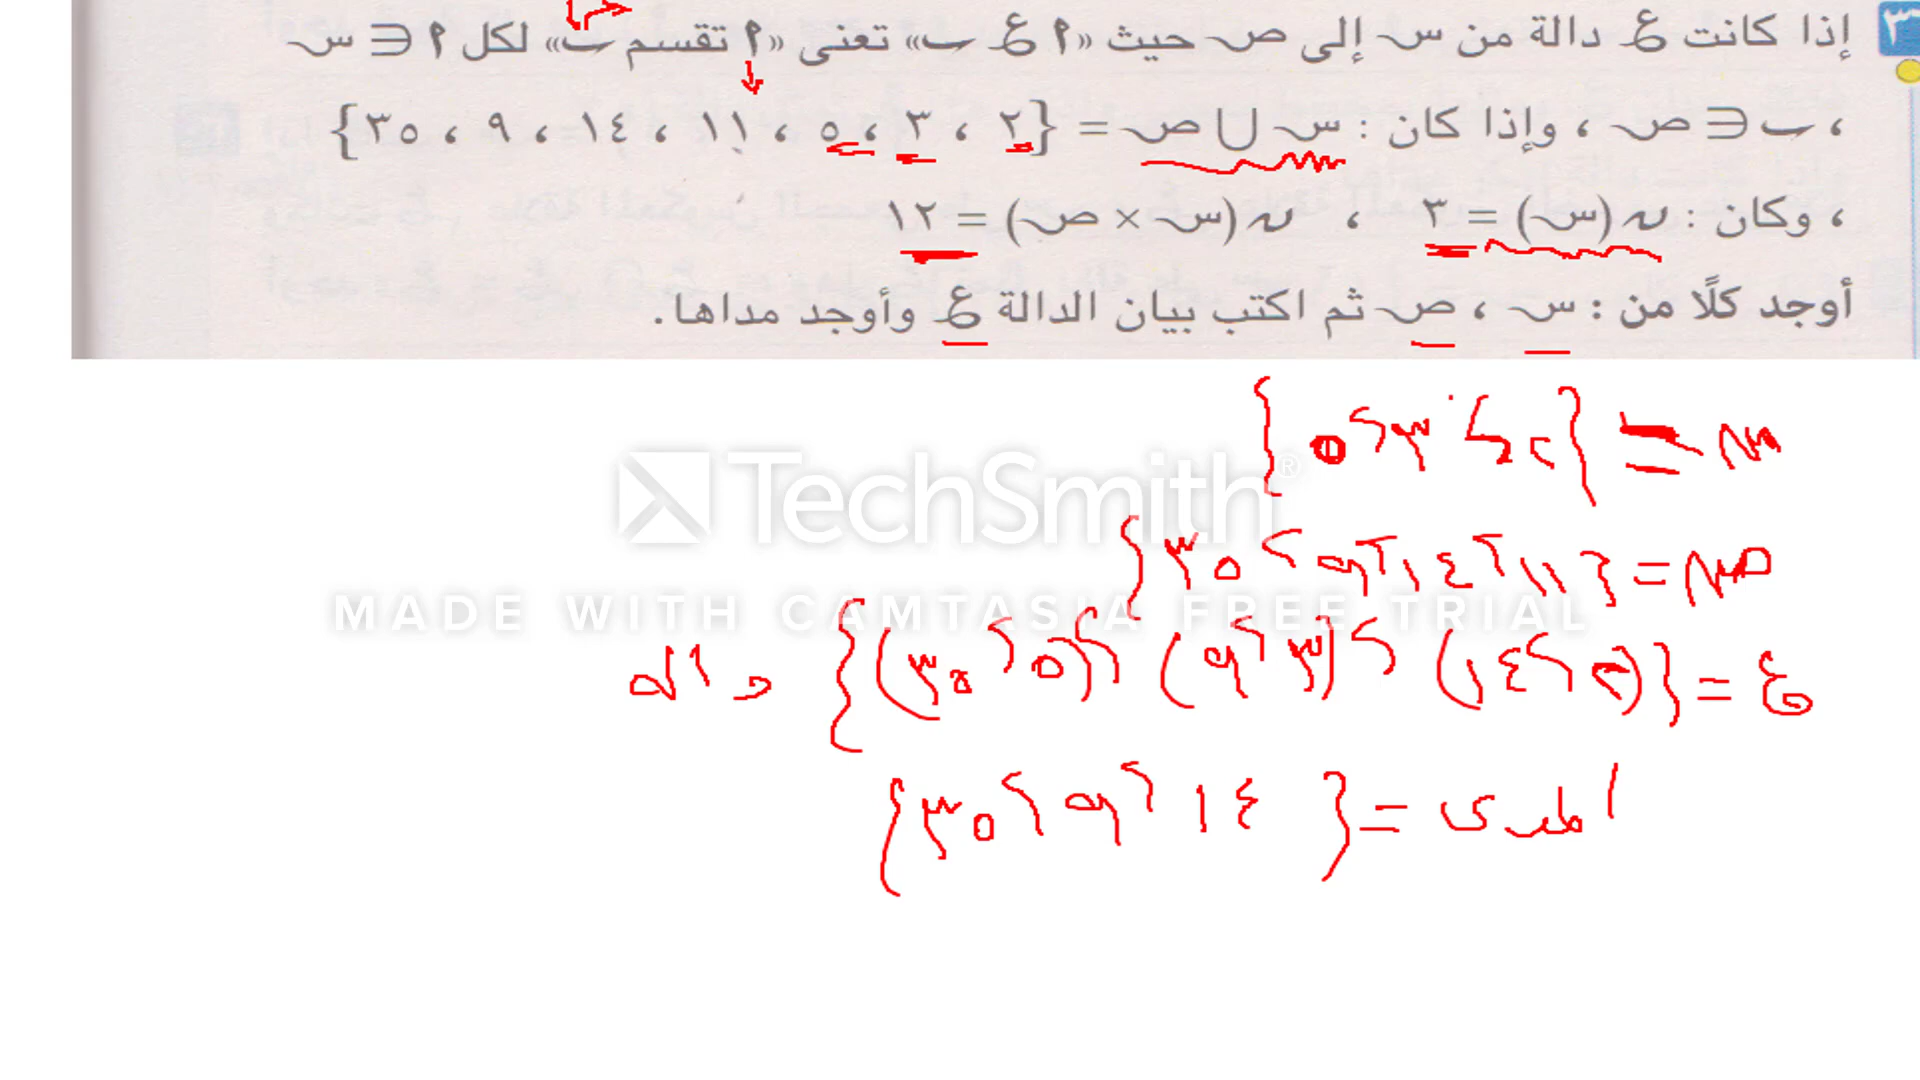 ٣ إذا كانت ع دالة من س إلى ص حيث «أ ع ب» تعنى «أ تقسم ب» لكل أ ∈ س
، ب ∈ ص ، وإذا كان : س ∪ ص = {٢ ، ٣ ، ٥ ، ١١ ، ١٤ ، ٩ ، ٣٥}
، وكان : ن (س) = ٣ ، ن (س × ص) = ١٢
أوجد كلًا من : س ، ص ثم اكتب بيان الدالة ع وأوجد مداها.
س = {٢ ، ٣ ، ٥}
ص = {١١ ، ١٤ ، ٩ ، ٣٥}
ع = {(٢ ، ١٤) ، (٣ ، ٩) ، (٥ ، ٣٥)} داله
المدى = {١٤ ، ٩ ، ٣٥}
TechSmith®
MADE WITH CAMTASIA FREE TRIAL